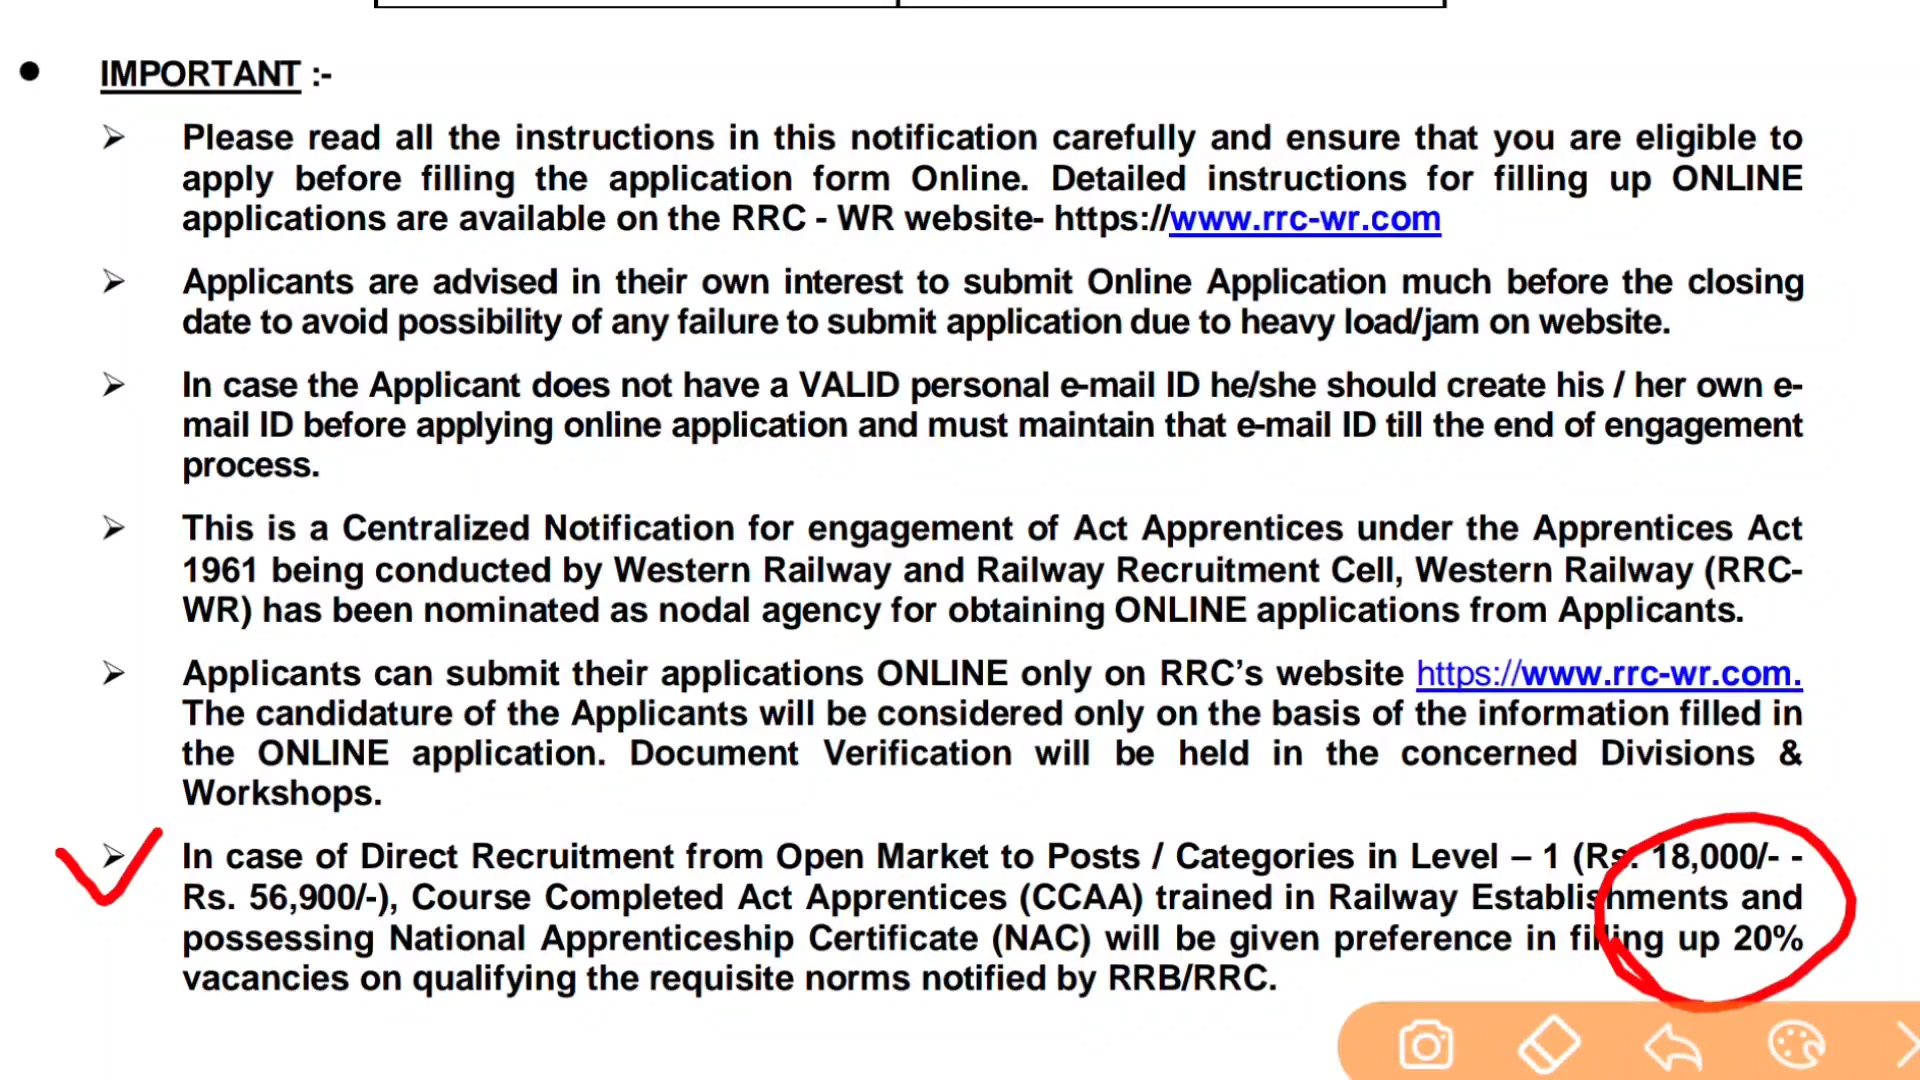 IMPORTANT :-
Please read all the instructions in this notification carefully and ensure that you are eligible to
apply before filling the application form Online. Detailed instructions for filling up ONLINE
applications are available on the RRC - WR website- https://www.rrc-wr.com
Applicants are advised in their own interest to submit Online Application much before the closing
date to avoid possibility of any failure to submit application due to heavy load/jam on website.
In case the Applicant does not have a VALID personal e-mail ID he/she should create his / her own e-
mail ID before applying online application and must maintain that e-mail ID till the end of engagement
process.
This is a Centralized Notification for engagement of Act Apprentices under the Apprentices Act
1961 being conducted by Western Railway and Railway Recruitment Cell, Western Railway (RRC-
WR) has been nominated as nodal agency for obtaining ONLINE applications from Applicants.
Applicants can submit their applications ONLINE only on RRC’s website https://www.rrc-wr.com.
The candidature of the Applicants will be considered only on the basis of the information filled in
the ONLINE application. Document Verification will be held in the concerned Divisions &
Workshops.
In case of Direct Recruitment from Open Market to Posts / Categories in Level – 1 (Rs. 18,000/- -
Rs. 56,900/-), Course Completed Act Apprentices (CCAA) trained in Railway Establishments and
possessing National Apprenticeship Certificate (NAC) will be given preference in filling up 20%
vacancies on qualifying the requisite norms notified by RRB/RRC.